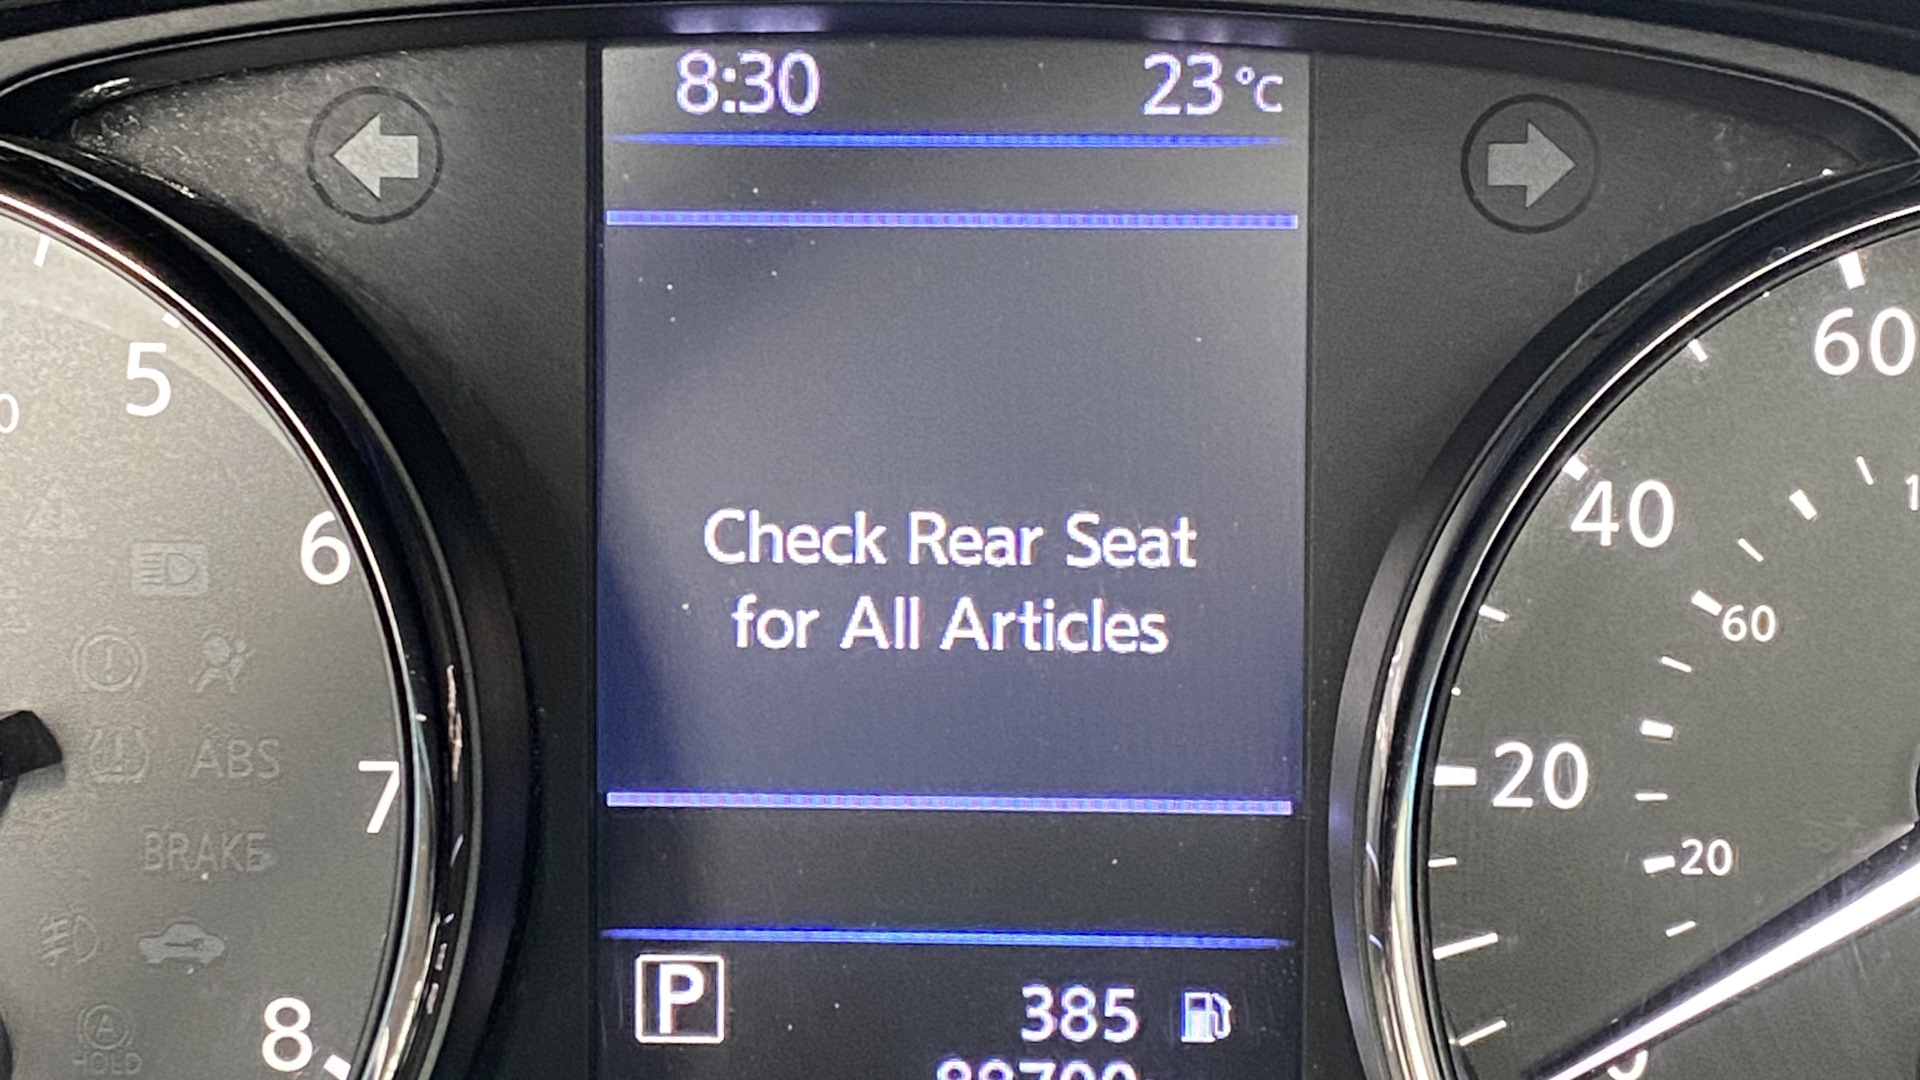 8:30 23°C
60
5
40
6
60
Check Rear Seat
for All Articles
ABS
20
7
BRAKE
20
P
385
8
HOLD